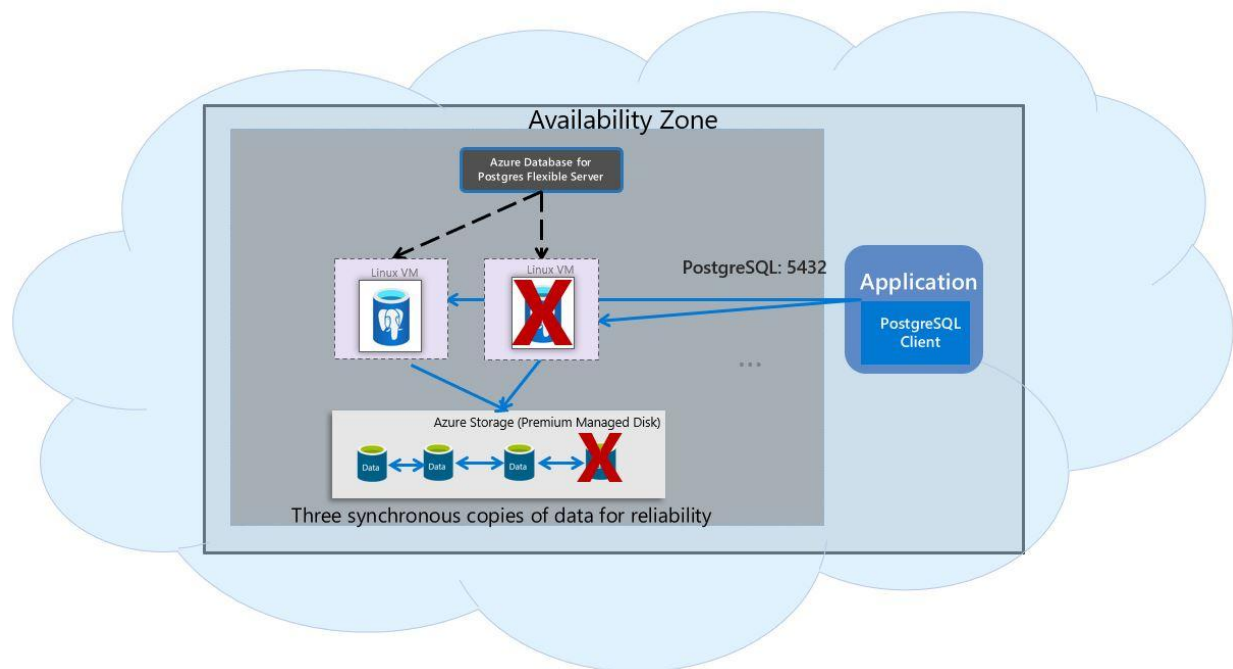 Availability Zone
Azure Database for
Postgres Flexible Server
Linux VM
Linux VM
PostgreSQL: 5432
Application
PostgreSQL
Client
...
Azure Storage (Premium Managed Disk)
Data
Data
Data
Three synchronous copies of data for reliability